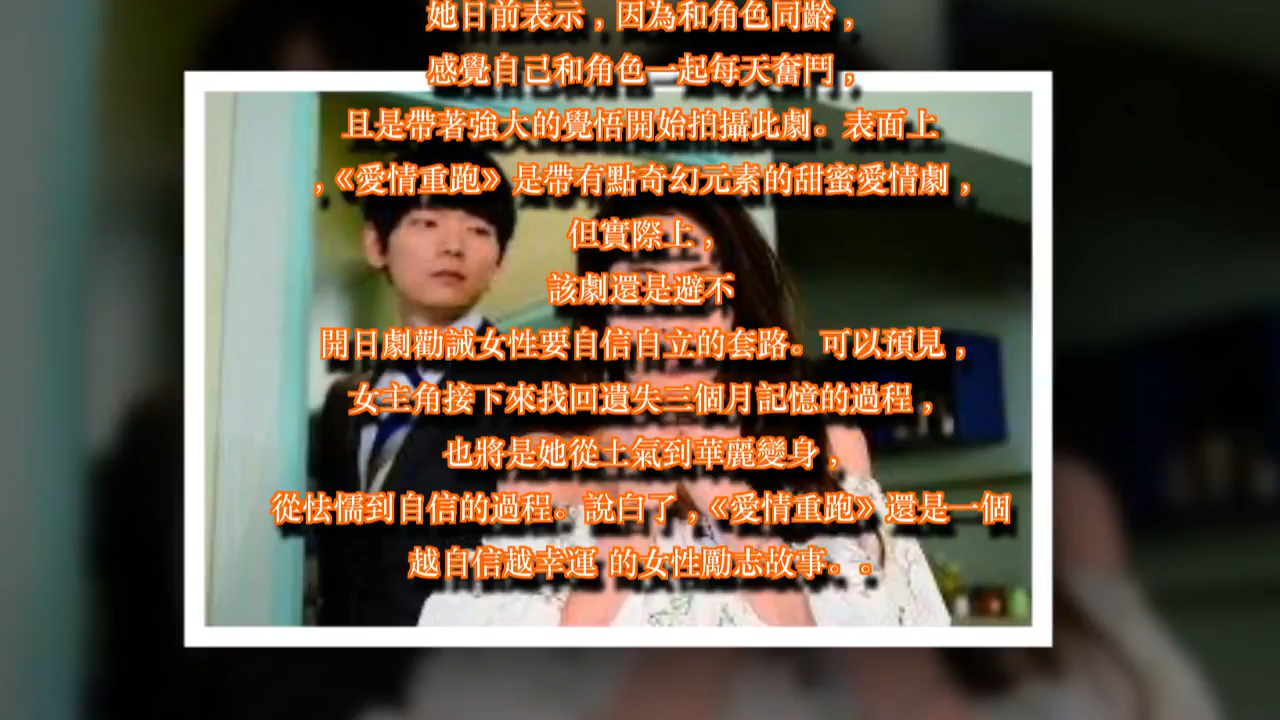 她日前表示，因為和角色同齡，
感覺自己和角色一起每天奮鬥，
且是帶著強大的覺悟開始拍攝此劇。表面上
，《愛情重跑》 是帶有點奇幻元素的甜蜜愛情劇，
但實際上，
該劇還是避不
開日劇勸誡女性要自信自立的套路。可以預見，
女主角接下來找回遺失三個月記憶的過程，
也將是她從土氣到華麗變身，
從怯懦到自信的過程。說白了，《愛情重跑》 還是一個
越自信越幸運 的女性勵志故事。。